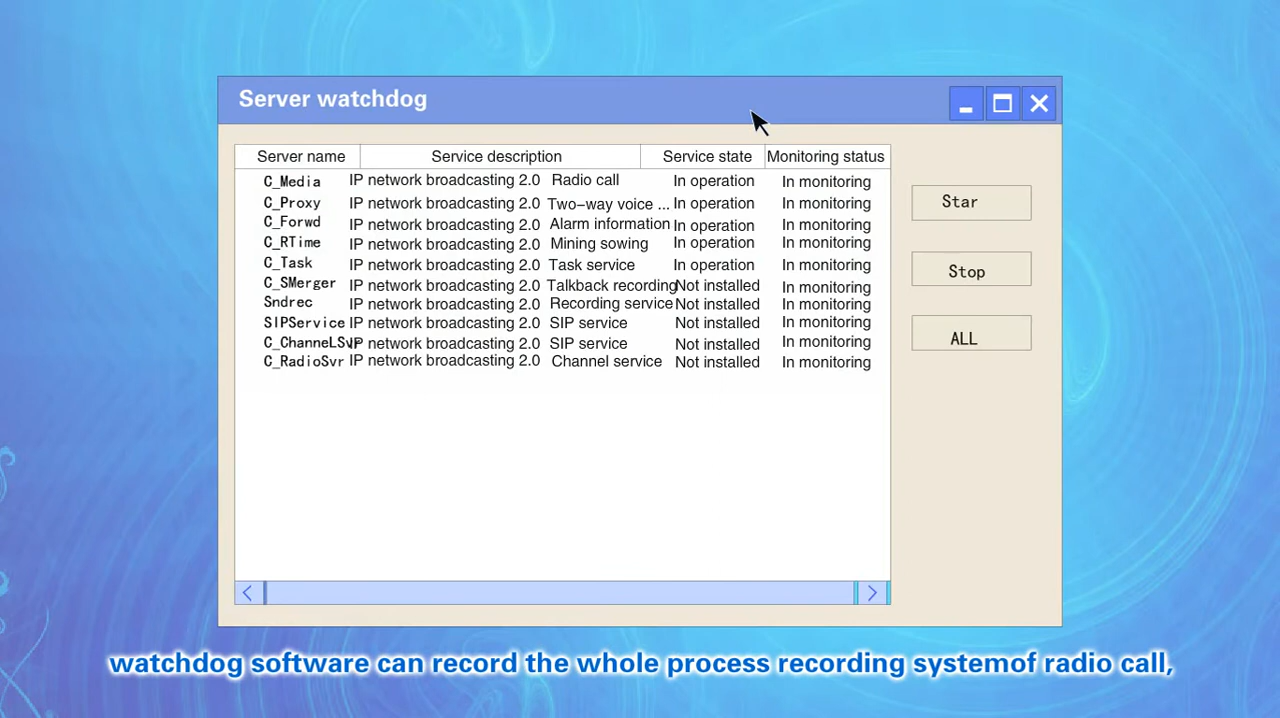 Server watchdog
Server name Service description Service state Monitoring status
C_Media IP network broadcasting 2.0 Radio call In operation In monitoring
C_Proxy IP network broadcasting 2.0 Two-way voice ... In operation In monitoring
C_Forwd IP network broadcasting 2.0 Alarm information In operation In monitoring
C_RTime IP network broadcasting 2.0 Mining sowing In operation In monitoring
C_Task IP network broadcasting 2.0 Task service In operation In monitoring
C_SMerger IP network broadcasting 2.0 Talkback recording Not installed In monitoring
Sndrec IP network broadcasting 2.0 Recording service Not installed In monitoring
SIPService IP network broadcasting 2.0 SIP service Not installed In monitoring
C_ChanneLSvr IP network broadcasting 2.0 SIP service Not installed In monitoring
C_RadioSvr IP network broadcasting 2.0 Channel service Not installed In monitoring
Star
Stop
ALL
watchdog software can record the whole process recording systemof radio call,